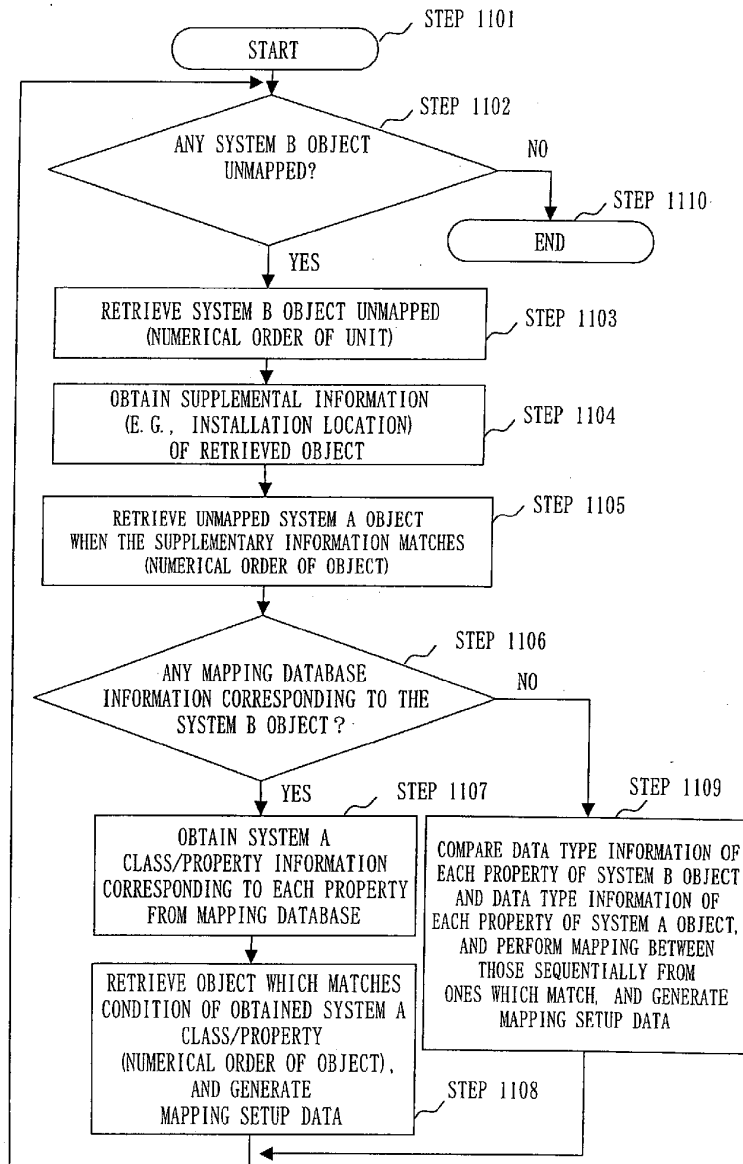 STEP 1101
START
STEP 1102
ANY SYSTEM B OBJECT
UNMAPPED?
NO
STEP 1110
END
YES
RETRIEVE SYSTEM B OBJECT UNMAPPED
(NUMERICAL ORDER OF UNIT)
STEP 1103
OBTAIN SUPPLEMENTAL INFORMATION
(E.G., INSTALLATION LOCATION)
OF RETRIEVED OBJECT
STEP 1104
RETRIEVE UNMAPPED SYSTEM A OBJECT
WHEN THE SUPPLEMENTARY INFORMATION MATCHES
(NUMERICAL ORDER OF OBJECT)
STEP 1105
STEP 1106
ANY MAPPING DATABASE
INFORMATION CORRESPONDING TO THE
SYSTEM B OBJECT?
NO
YES
STEP 1107
OBTAIN SYSTEM A
CLASS/PROPERTY INFORMATION
CORRESPONDING TO EACH PROPERTY
FROM MAPPING DATABASE
STEP 1109
COMPARE DATA TYPE INFORMATION OF
EACH PROPERTY OF SYSTEM B OBJECT
AND DATA TYPE INFORMATION OF
EACH PROPERTY OF SYSTEM A OBJECT,
AND PERFORM MAPPING BETWEEN
THOSE SEQUENTIALLY FROM
ONES WHICH MATCH, AND GENERATE
MAPPING SETUP DATA
RETRIEVE OBJECT WHICH MATCHES
CONDITION OF OBTAINED SYSTEM A
CLASS/PROPERTY
(NUMERICAL ORDER OF OBJECT),
AND GENERATE
MAPPING SETUP DATA
STEP 1108